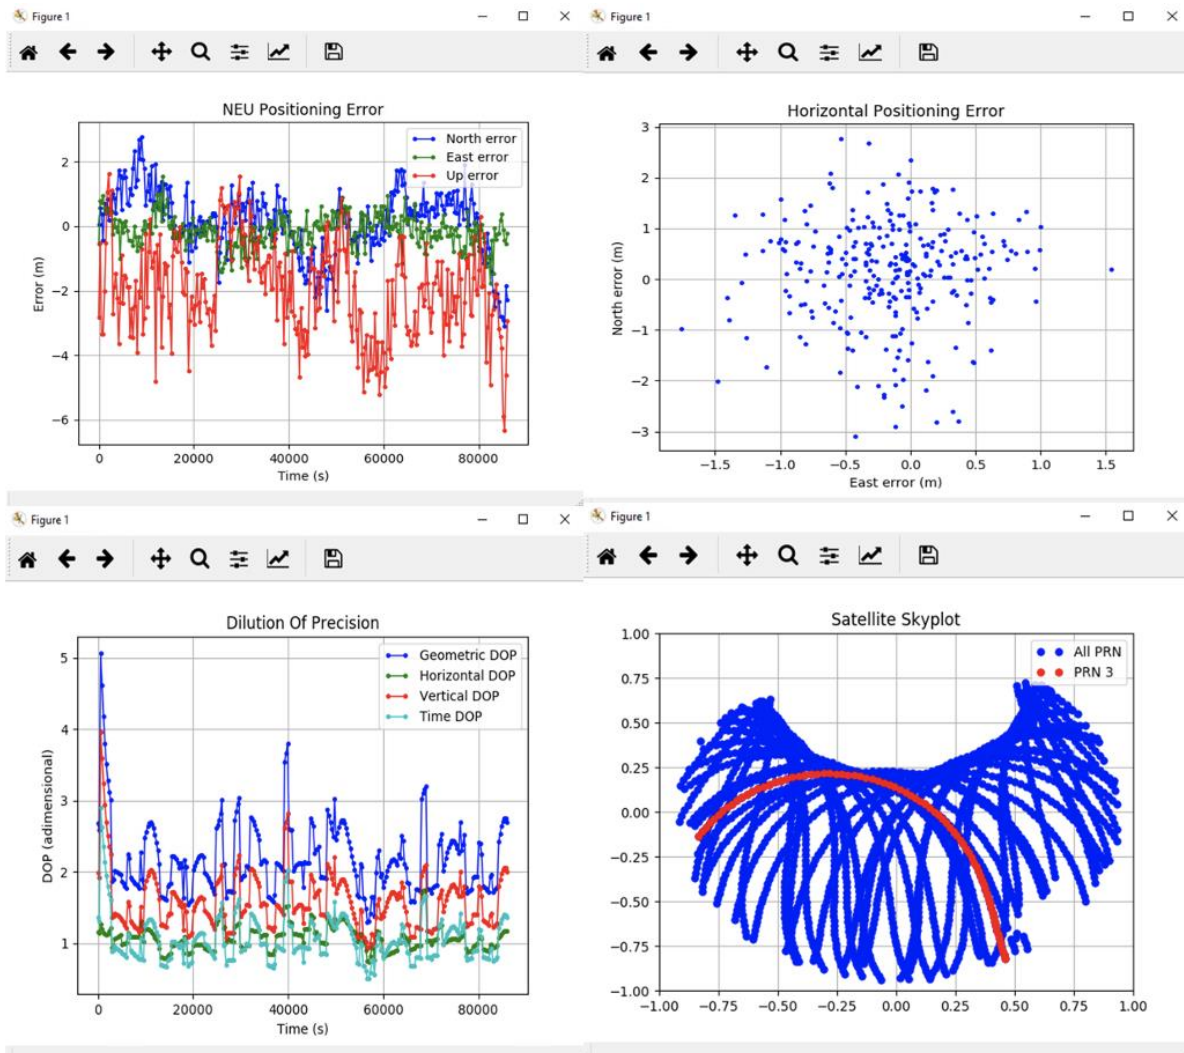 Figure 1
NEU Positioning Error
North error
East error
Up error
2
0
−2
−4
−6
Error (m)
0 20000 40000 60000 80000
Time (s)
Figure 1
Horizontal Positioning Error
3
2
1
0
−1
−2
−3
North error (m)
−1.5 −1.0 −0.5 0.0 0.5 1.0 1.5
East error (m)
Figure 1
Dilution Of Precision
Geometric DOP
Horizontal DOP
Vertical DOP
Time DOP
5
4
3
2
1
DOP (adimensional)
0 20000 40000 60000 80000
Time (s)
Figure 1
Satellite Skyplot
All PRN
PRN 3
1.00
0.75
0.50
0.25
0.00
−0.25
−0.50
−0.75
−1.00
−1.00 −0.75 −0.50 −0.25 0.00 0.25 0.50 0.75 1.00